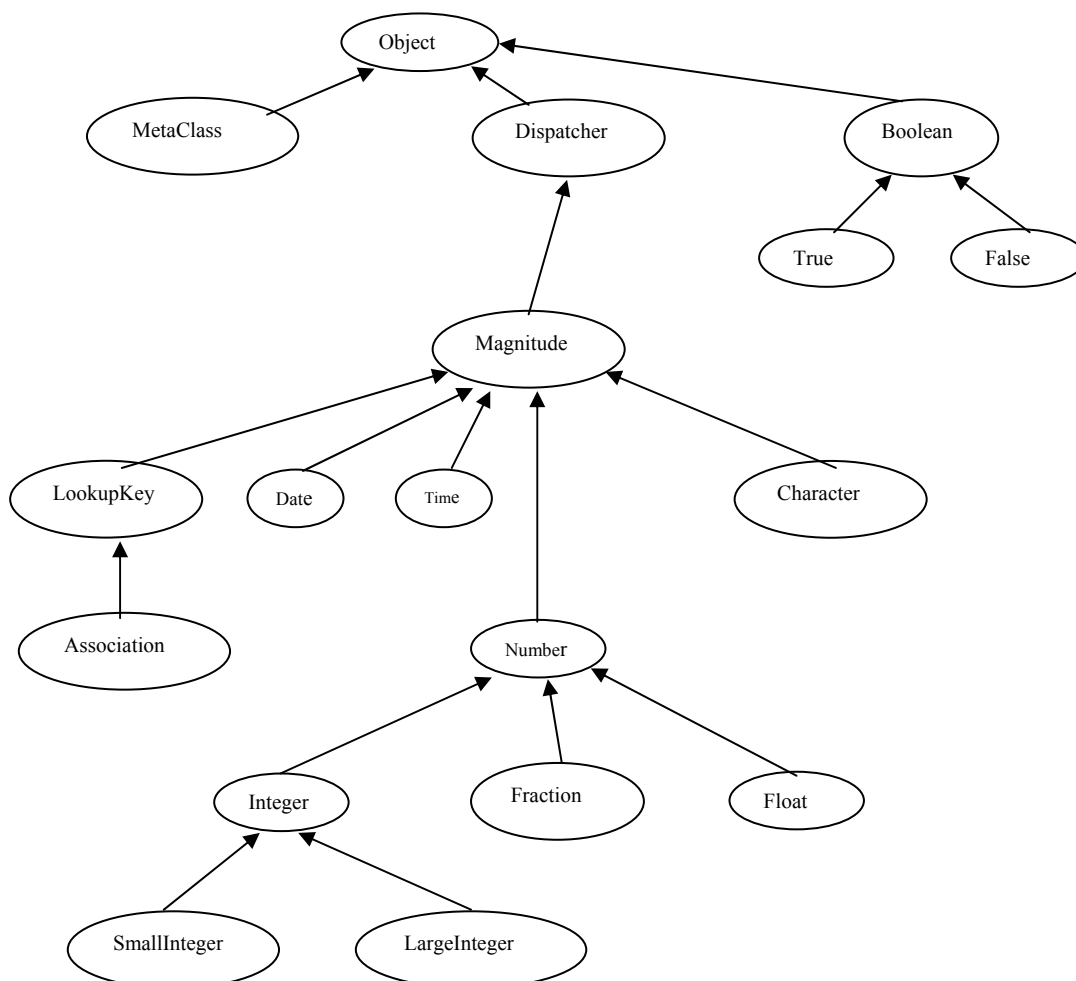 Object
MetaClass
Dispatcher
Boolean
True
False
Magnitude
LookupKey
Date
Time
Character
Association
Number
Integer
Fraction
Float
SmallInteger
LargeInteger